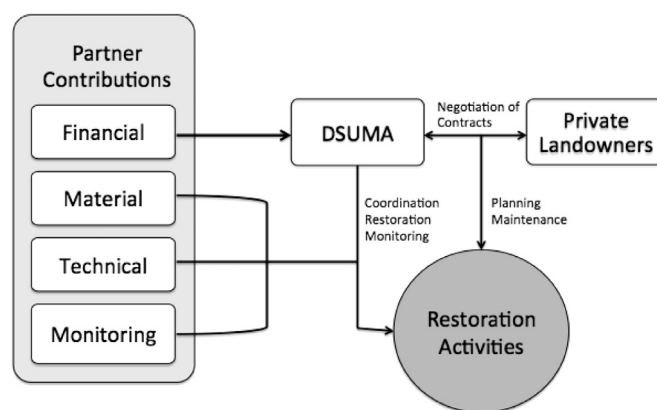 Partner
Contributions
Financial
Material
Technical
Monitoring
DSUMA
Negotiation of
Contracts
Private
Landowners
Coordination
Restoration
Monitoring
Planning
Maintenance
Restoration
Activities